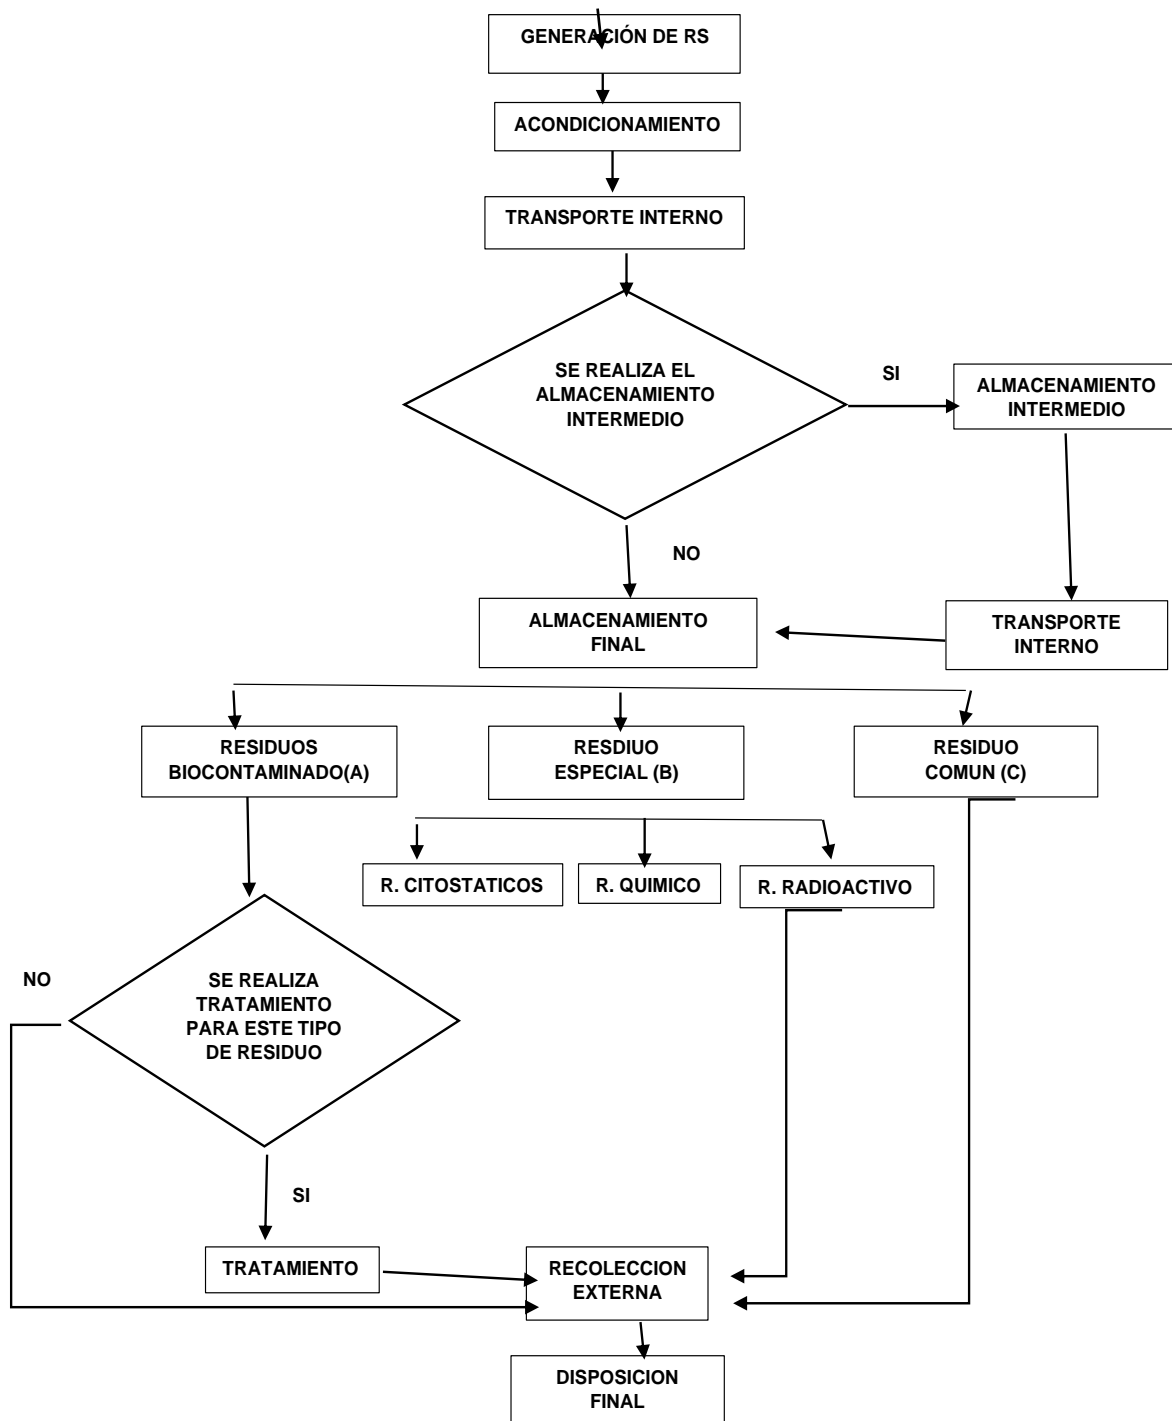 GENERACIÓN DE RS
ACONDICIONAMIENTO
TRANSPORTE INTERNO
SE REALIZA EL
ALMACENAMIENTO
INTERMEDIO
SI
ALMACENAMIENTO
INTERMEDIO
NO
ALMACENAMIENTO
FINAL
TRANSPORTE
INTERNO
RESIDUOS
BIOCONTAMINADO(A)
RESDIUO
ESPECIAL (B)
RESIDUO
COMUN (C)
R. CITOSTATICOS
R. QUIMICO
R. RADIOACTIVO
NO
SE REALIZA
TRATAMIENTO
PARA ESTE TIPO
DE RESIDUO
SI
TRATAMIENTO
RECOLECCION
EXTERNA
DISPOSICION
FINAL